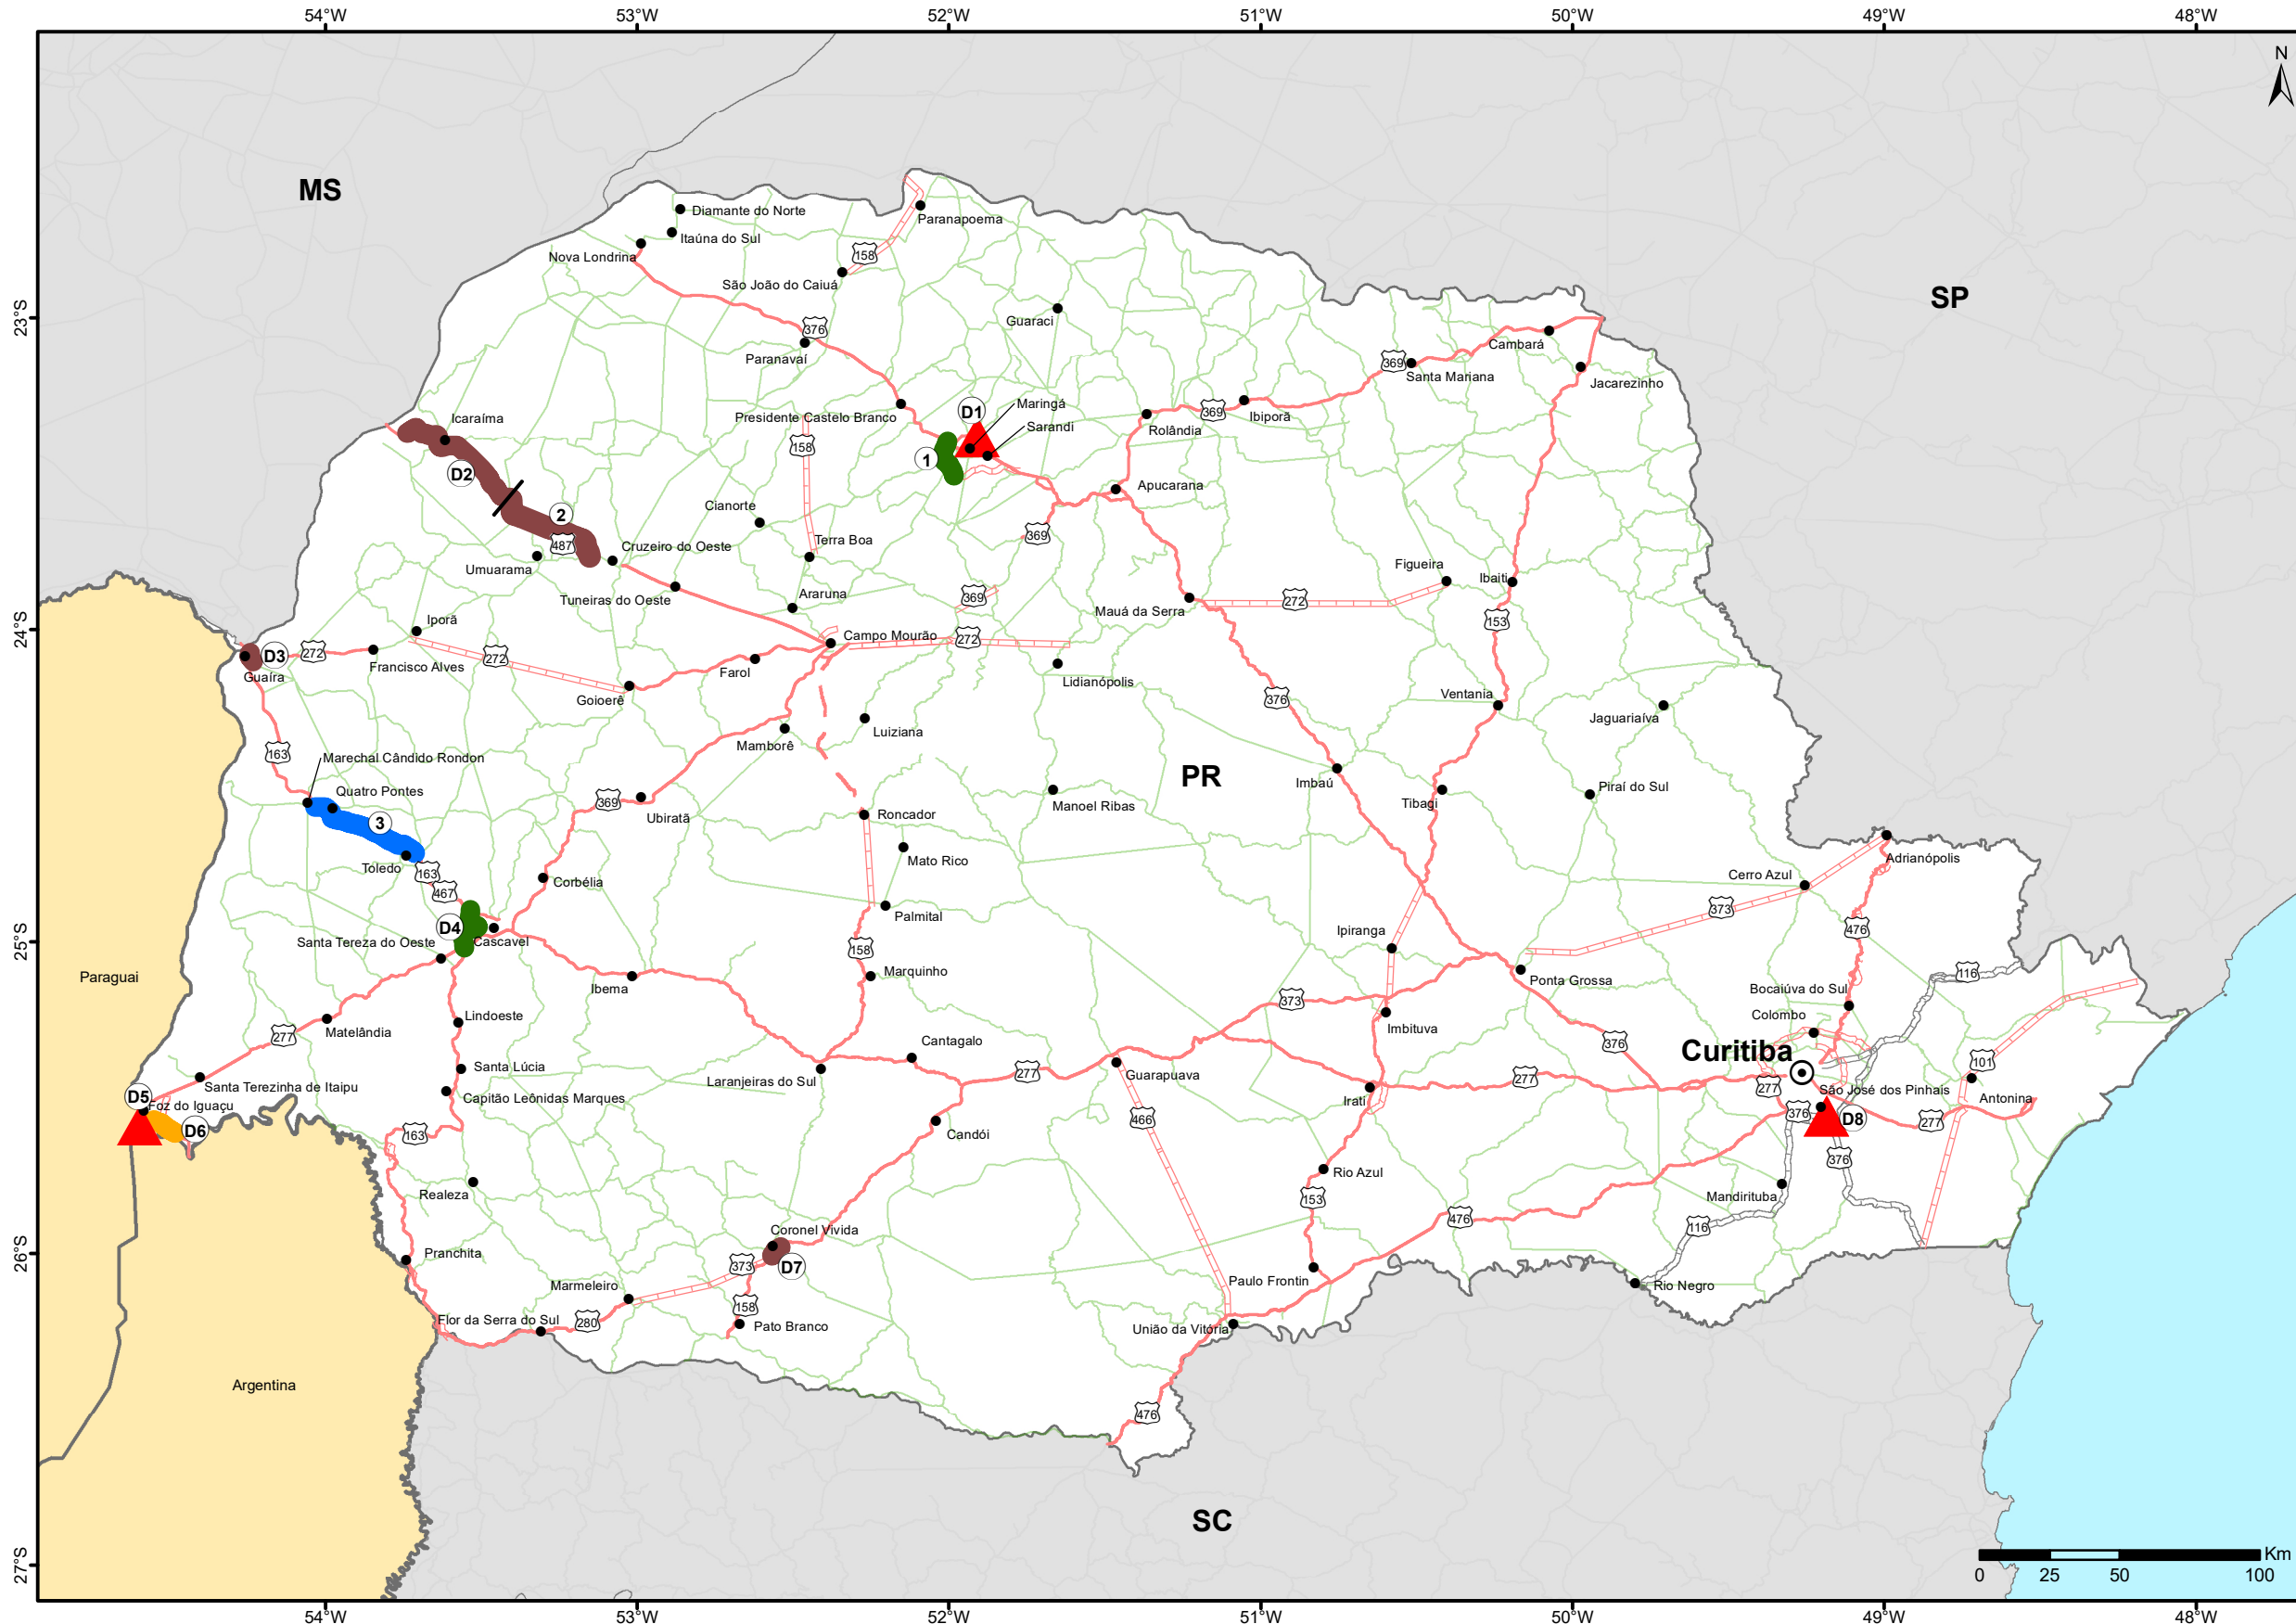 54°W
53°W
52°W
51°W
50°W
49°W
48°W
N
MS
Diamante do Norte
Paranapoema
Itaúna do Sul
158
Nova Londrina
São João do Caiuá
SP
23°S
Guaraci
376
Cambará
Paranavaí
369
Santa Mariana
Jacarezinho
Icaraíma
Presidente Castelo Branco
D1
Maringá
369
Ibiporã
Sarandi
Rolândia
158
1
D2
Apucarana
Cianorte
2
369
487
Cruzeiro do Oeste
Terra Boa
Umuarama
Figueira
Ibaiti
Tuneiras do Oeste
Araruna
369
Mauá da Serra
272
Iporã
153
24°S
Campo Mourão
272
D3
272
Francisco Alves
272
Farol
Guaíra
Goioerê
Lidianópolis
376
Ventania
Jaguariaíva
Luiziana
Mamborê
163
Marechal Cândido Rondon
PR
Quatro Pontes
Imbaú
Piraí do Sul
369
Ubiratã
Manoel Ribas
Tibagi
3
Roncador
Toledo
Mato Rico
Adrianópolis
163
Corbélia
Cerro Azul
467
373
Palmital
D4
476
Cascavel
Ipiranga
25°S
Santa Tereza do Oeste
158
Paraguai
Marquinho
116
Ibema
Ponta Grossa
Bocaiúva do Sul
373
Lindoeste
Imbituva
Colombo
277
Matelândia
376
Cantagalo
Curitiba
101
Santa Lúcia
277
Guarapuava
277
277
Santa Terezinha de Itaipu
Laranjeiras do Sul
São José dos Pinhais
D5
Foz do Iguaçu
Capitão Leônidas Marques
Irati
Antonina
376
D8
277
D6
163
Candói
466
376
Rio Azul
Realeza
153
Mandirituba
476
116
Coronel Vivida
26°S
Pranchita
373
D7
Paulo Frontin
Marmeleiro
Rio Negro
158
Flor da Serra do Sul
280
Pato Branco
União da Vitória
Argentina
476
SC
27°S
Km
0
25
50
100
54°W
53°W
52°W
51°W
50°W
49°W
48°W